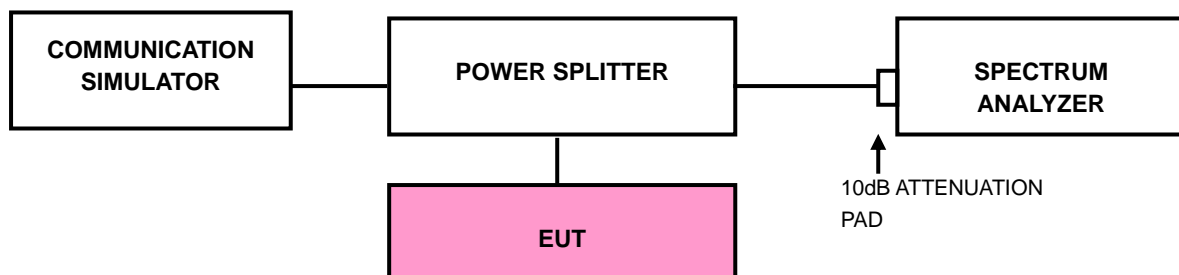 COMMUNICATION
SIMULATOR
POWER SPLITTER
SPECTRUM
ANALYZER
10dB ATTENUATION
PAD
EUT